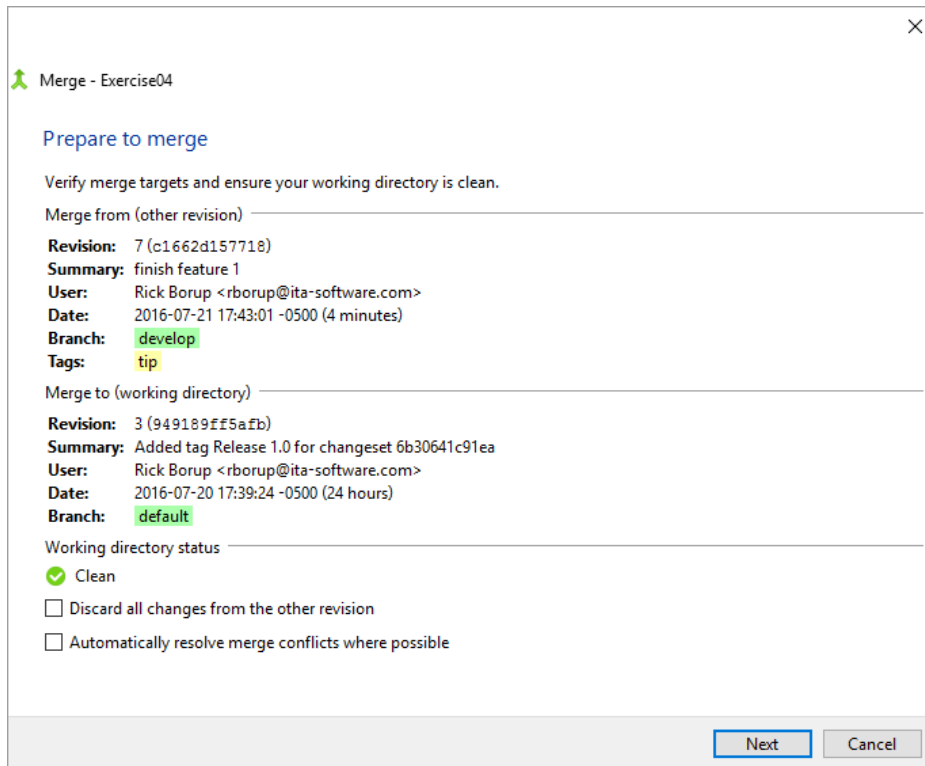 Merge - Exercise04
Prepare to merge
Verify merge targets and ensure your working directory is clean.
Merge from (other revision)
Revision: 7 (c1662d157718)
Summary: finish feature 1
User: Rick Borup <rborup@ita-software.com>
Date: 2016-07-21 17:43:01 -0500 (4 minutes)
Branch: develop
Tags: tip
Merge to (working directory)
Revision: 3 (949189ff5afb)
Summary: Added tag Release 1.0 for changeset 6b30641c91ea
User: Rick Borup <rborup@ita-software.com>
Date: 2016-07-20 17:39:24 -0500 (24 hours)
Branch: default
Working directory status
Clean
Discard all changes from the other revision
Automatically resolve merge conflicts where possible
Next Cancel